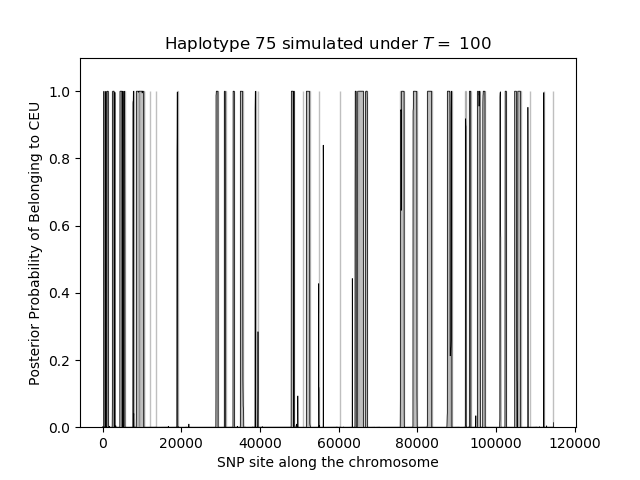 Haplotype 75 simulated under T = 100
Posterior Probability of Belonging to CEU
1.0
0.8
0.6
0.4
0.2
0.0
0 20000 40000 60000 80000 100000 120000
SNP site along the chromosome